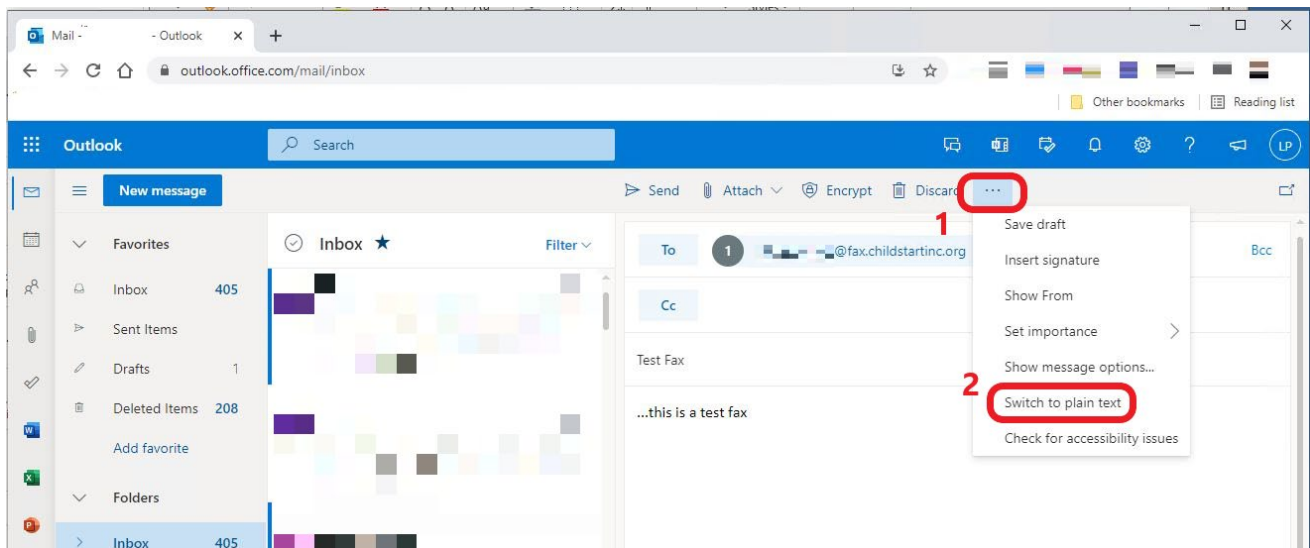 Mail - - Outlook
outlook.office.com/mail/inbox
Other bookmarks
Reading list
Outlook
Search
LP
New message
Send
Attach
Encrypt
Discard
...
1
Favorites
Inbox 405
Sent Items
Drafts 1
Deleted Items 208
Add favorite
Folders
Inbox 405
Inbox ★
Filter
To
1
@fax.childstartinc.org
Bcc
Cc
Test Fax
...this is a test fax
Save draft
Insert signature
Show From
Set importance
Show message options...
2
Switch to plain text
Check for accessibility issues